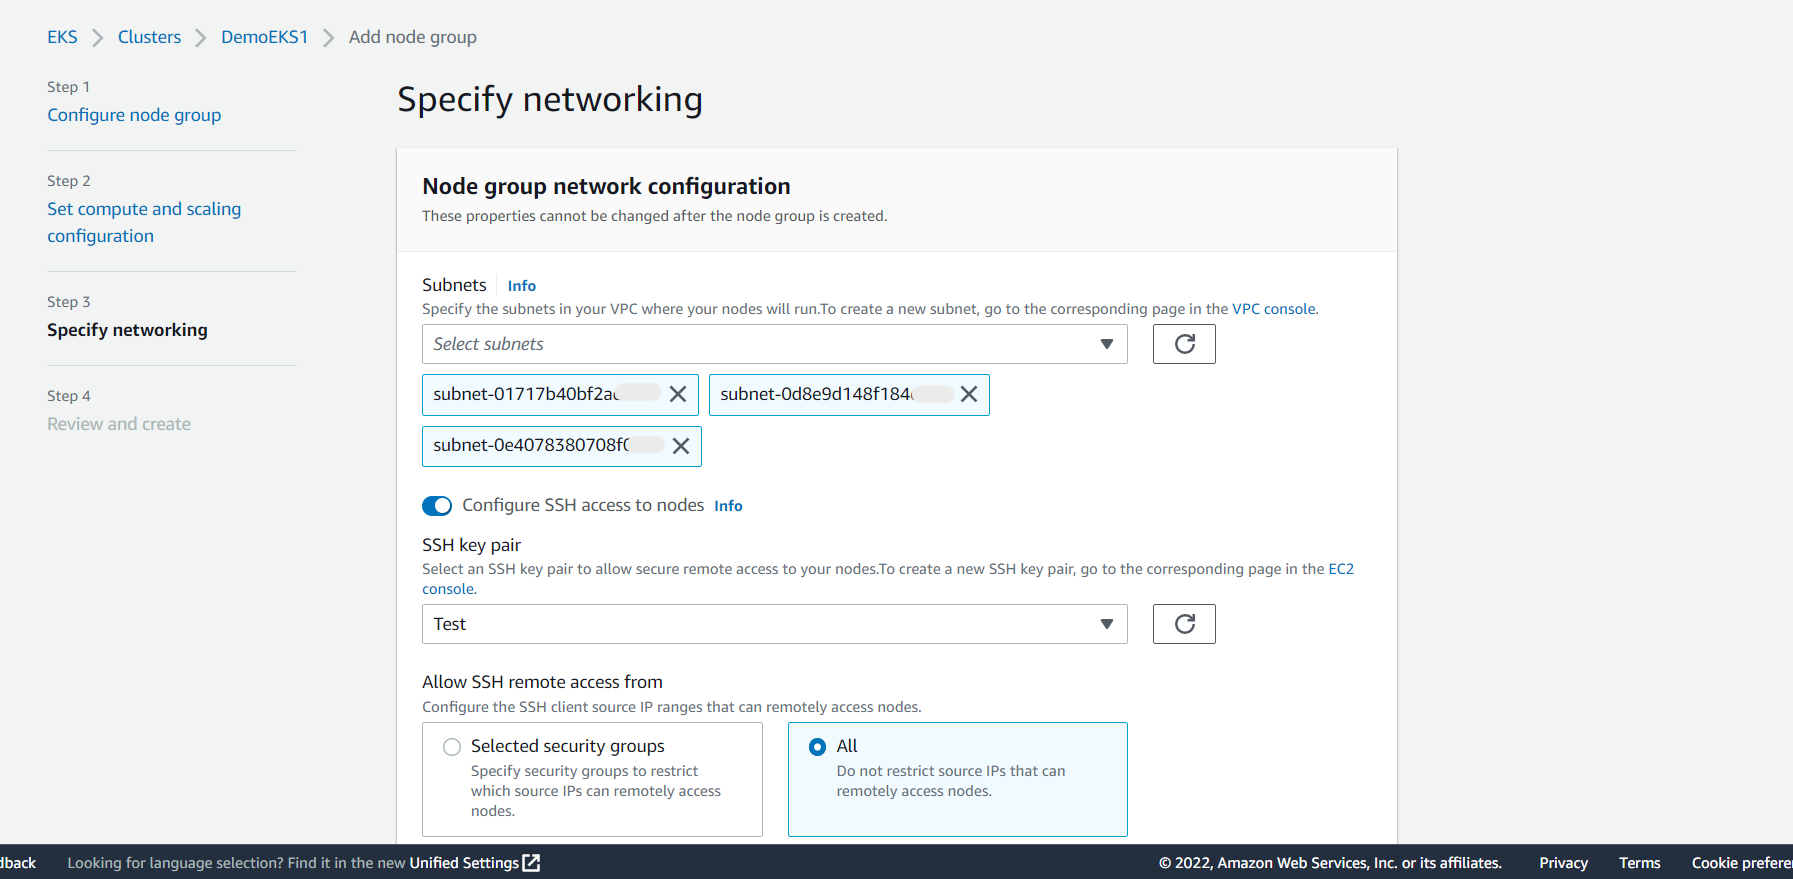 EKS > Clusters > DemoEKS1 > Add node group
Step 1
Configure node group
Step 2
Set compute and scaling
configuration
Step 3
Specify networking
Step 4
Review and create
Specify networking
Node group network configuration
These properties cannot be changed after the node group is created.
Subnets Info
Specify the subnets in your VPC where your nodes will run.To create a new subnet, go to the corresponding page in the VPC console.
Select subnets
subnet-01717b40bf2a
subnet-0d8e9d148f184
subnet-0e4078380708f
Configure SSH access to nodes Info
SSH key pair
Select an SSH key pair to allow secure remote access to your nodes.To create a new SSH key pair, go to the corresponding page in the EC2
console.
Test
Allow SSH remote access from
Configure the SSH client source IP ranges that can remotely access nodes.
Selected security groups
Specify security groups to restrict
which source IPs can remotely access
nodes.
All
Do not restrict source IPs that can
remotely access nodes.
dback Looking for language selection? Find it in the new Unified Settings © 2022, Amazon Web Services, Inc. or its affiliates. Privacy Terms Cookie prefere